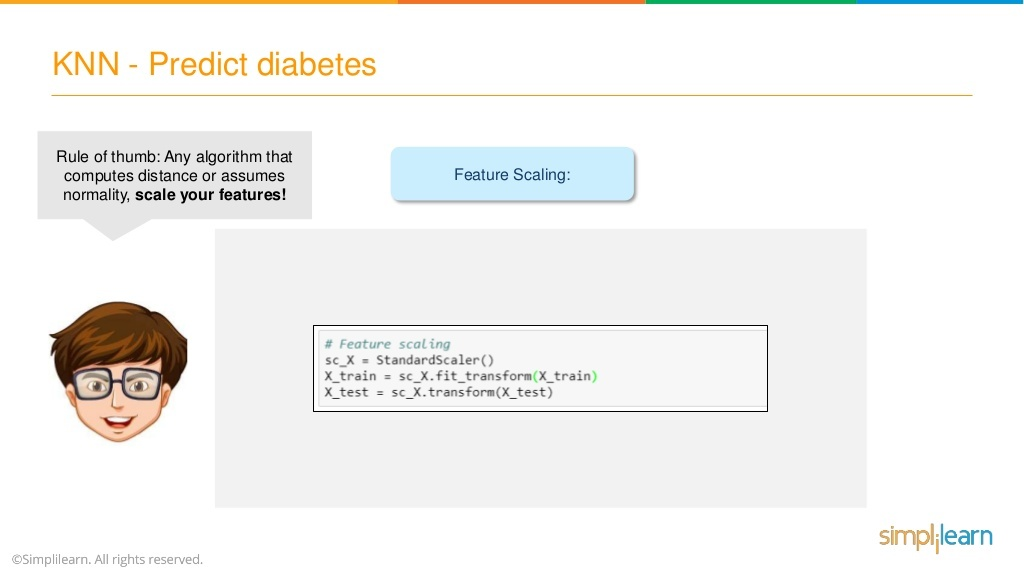 KNN - Predict diabetes
Rule of thumb: Any algorithm that
computes distance or assumes
normality, scale your features!
Feature Scaling:
# Feature scaling
sc_X = StandardScaler()
X_train = sc_X.fit_transform(X_train)
X_test = sc_X.transform(X_test)
simplilearn
©Simplilearn. All rights reserved.